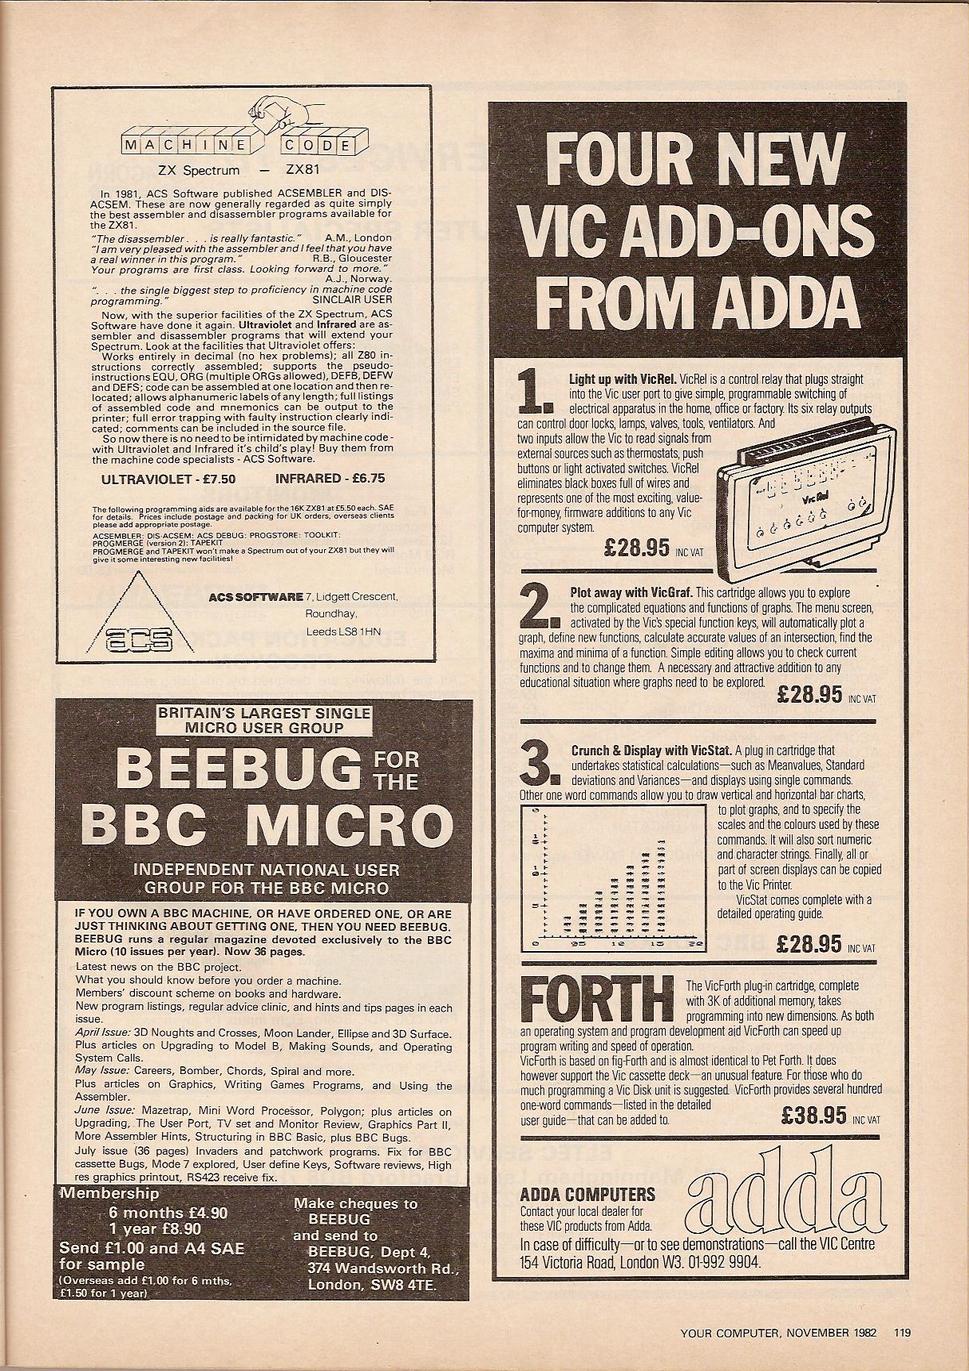 MACHINE CODE
ZX Spectrum — ZX81
In 1981, ACS Software published ACSEMBLER and DIS-
ACSEM. These are now generally regarded as quite simply
the best assembler and disassembler programs available for
the ZX81.
"The disassembler . . . is really fantastic." A.M., London
"I am very pleased with the assembler and I feel that you have
a real winner in this program." R.B., Gloucester
Your programs are first class. Looking forward to more."
A.J., Norway.
". . . the single biggest step to proficiency in machine code
programming." SINCLAIR USER
Now, with the superior facilities of the ZX Spectrum, ACS
Software have done it again. Ultraviolet and Infrared are as-
sembler and disassembler programs that will extend your
Spectrum. Look at the facilities that Ultraviolet offers:
Works entirely in decimal (no hex problems); all Z80 in-
structions correctly assembled; supports the pseudo-
instructions EQU, ORG (multiple ORGs allowed), DEFB, DEFW
and DEFS; code can be assembled at one location and then re-
located; allows alphanumeric labels of any length; full listings
of assembled code and mnemonics can be output to the
printer; full error trapping with faulty instruction clearly indi-
cated; comments can be included in the source file.
So now there is no need to be intimidated by machine code -
with Ultraviolet and Infrared it's child's play! Buy them from
the machine code specialists - ACS Software.
ULTRAVIOLET - £7.50 INFRARED - £6.75
The following programming aids are available for the 16K ZX81 at £5.50 each. SAE
for details. Prices include postage and packing for UK orders, overseas clients
please add appropriate postage.
ACSEMBLER: DIS-ACSEM: ACS DEBUG: PROGSTORE: TOOLKIT:
PROGMERGE (version 2): TAPEKIT
PROGMERGE and TAPEKIT won't make a Spectrum out of your ZX81 but they will
give it some interesting new facilities!
acs
ACS SOFTWARE 7, Lidgett Crescent,
Roundhay,
Leeds LS8 1HN
BRITAIN'S LARGEST SINGLE
MICRO USER GROUP
BEEBUG FOR THE
BBC MICRO
INDEPENDENT NATIONAL USER
GROUP FOR THE BBC MICRO
IF YOU OWN A BBC MACHINE, OR HAVE ORDERED ONE, OR ARE
JUST THINKING ABOUT GETTING ONE, THEN YOU NEED BEEBUG.
BEEBUG runs a regular magazine devoted exclusively to the BBC
Micro (10 issues per year). Now 36 pages.
Latest news on the BBC project.
What you should know before you order a machine.
Members' discount scheme on books and hardware.
New program listings, regular advice clinic, and hints and tips pages in each
issue.
April Issue: 3D Noughts and Crosses, Moon Lander, Ellipse and 3D Surface.
Plus articles on Upgrading to Model B, Making Sounds, and Operating
System Calls.
May Issue: Careers, Bomber, Chords, Spiral and more.
Plus articles on Graphics, Writing Games Programs, and Using the
Assembler.
June Issue: Mazetrap, Mini Word Processor, Polygon; plus articles on
Upgrading, The User Port, TV set and Monitor Review, Graphics Part II,
More Assembler Hints, Structuring in BBC Basic, plus BBC Bugs.
July issue (36 pages) Invaders and patchwork programs. Fix for BBC
cassette Bugs, Mode 7 explored, User define Keys, Software reviews, High
res graphics printout, RS423 receive fix.
Membership
6 months £4.90
1 year £8.90
Send £1.00 and A4 SAE
for sample
(Overseas add £1.00 for 6 mths,
£1.50 for 1 year)
Make cheques to
BEEBUG
and send to
BEEBUG, Dept 4,
374 Wandsworth Rd.,
London, SW8 4TE.
FOUR NEW
VIC ADD-ONS
FROM ADDA
1. Light up with VicRel. VicRel is a control relay that plugs straight
into the Vic user port to give simple, programmable switching of
electrical apparatus in the home, office or factory. Its six relay outputs
can control door locks, lamps, valves, tools, ventilators. And
two inputs allow the Vic to read signals from
external sources such as thermostats, push
buttons or light activated switches. VicRel
eliminates black boxes full of wires and
represents one of the most exciting, value-
for-money, firmware additions to any Vic
computer system.
£28.95 INC VAT
Vic Rel
2. Plot away with VicGraf. This cartridge allows you to explore
the complicated equations and functions of graphs. The menu screen,
activated by the Vic's special function keys, will automatically plot a
graph, define new functions, calculate accurate values of an intersection, find the
maxima and minima of a function. Simple editing allows you to check current
functions and to change them. A necessary and attractive addition to any
educational situation where graphs need to be explored.
£28.95 INC VAT
3. Crunch & Display with VicStat. A plug in cartridge that
undertakes statistical calculations—such as Meanvalues, Standard
deviations and Variances—and displays using single commands.
Other one word commands allow you to draw vertical and horizontal bar charts,
to plot graphs, and to specify the
scales and the colours used by these
commands. It will also sort numeric
and character strings. Finally, all or
part of screen displays can be copied
to the Vic Printer.
VicStat comes complete with a
detailed operating guide.
£28.95 INC VAT
FORTH The VicForth plug-in cartridge, complete
with 3K of additional memory, takes
programming into new dimensions. As both
an operating system and program development aid VicForth can speed up
program writing and speed of operation.
VicForth is based on fig-Forth and is almost identical to Pet Forth. It does
however support the Vic cassette deck—an unusual feature. For those who do
much programming a Vic Disk unit is suggested. VicForth provides several hundred
one-word commands—listed in the detailed
user guide—that can be added to.
£38.95 INC VAT
adda
ADDA COMPUTERS
Contact your local dealer for
these VIC products from Adda.
In case of difficulty—or to see demonstrations—call the VIC Centre
154 Victoria Road, London W3. 01-992 9904.
YOUR COMPUTER, NOVEMBER 1982 119